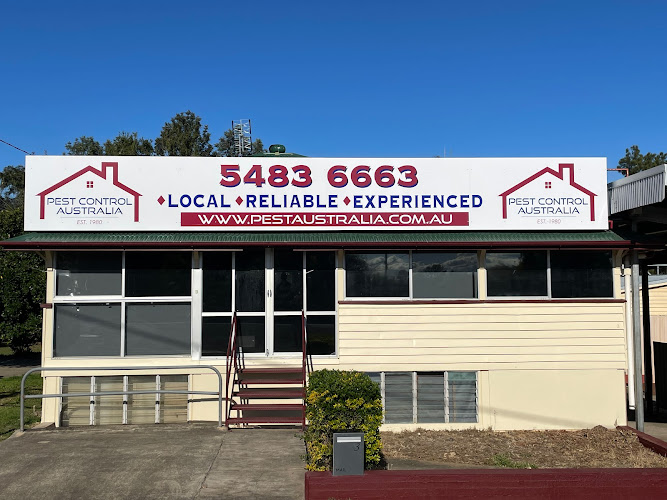 PEST CONTROL
AUSTRALIA
EST. 1980
5483 6663
♦LOCAL ♦RELIABLE ♦EXPERIENCED
WWW.PESTAUSTRALIA.COM.AU
PEST CONTROL
AUSTRALIA
EST. 1980